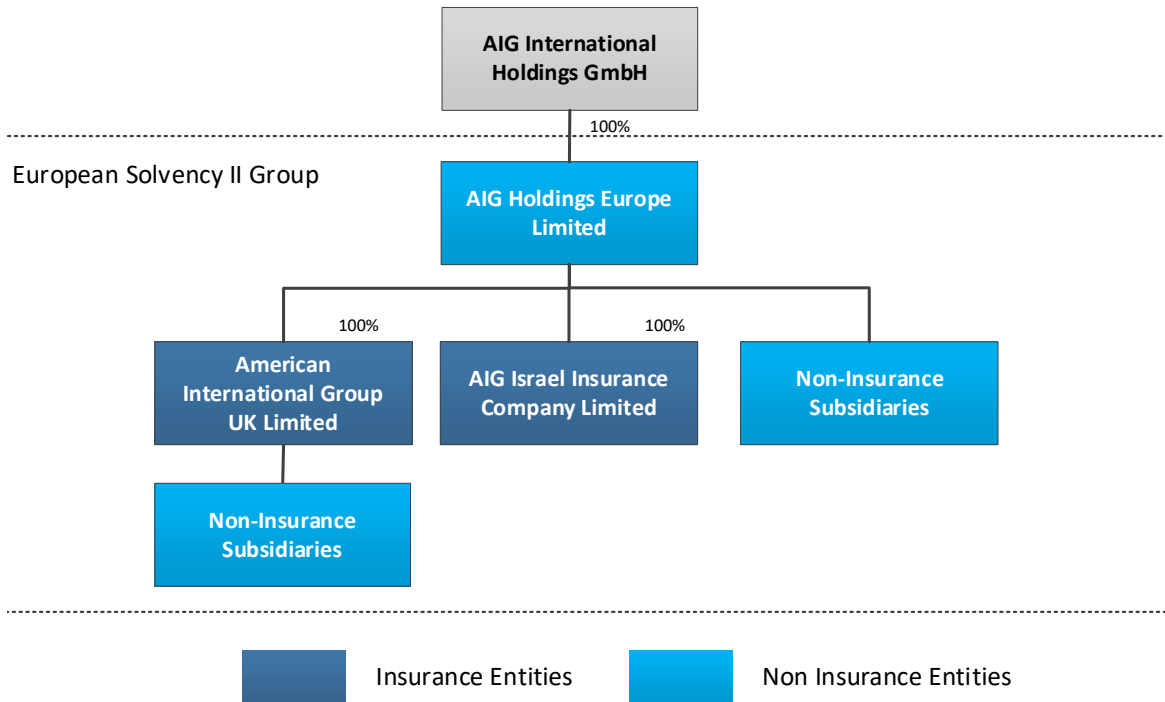 AIG International
Holdings GmbH
100%
European Solvency II Group
AIG Holdings Europe
Limited
100%
100%
American
International Group
UK Limited
AIG Israel Insurance
Company Limited
Non-Insurance
Subsidiaries
Non-Insurance
Subsidiaries
Insurance Entities
Non Insurance Entities